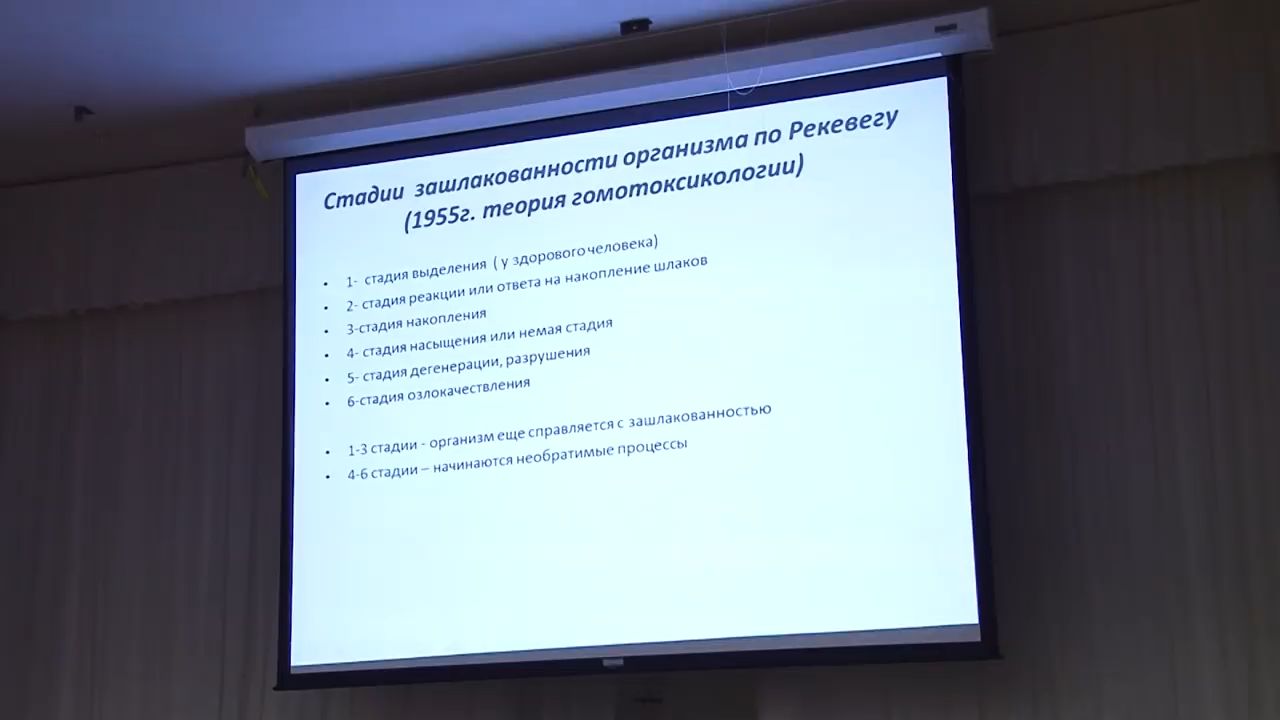 Стадии зашлакованности организма по Рекевегу
(1955г. теория гомотоксикологии)
• 1- стадия выделения ( у здорового человека)
• 2- стадия реакции или ответа на накопление шлаков
• 3-стадия накопления
• 4- стадия насыщения или немая стадия
• 5- стадия дегенерации, разрушения
• 6-стадия озлокачествления
• 1-3 стадии - организм еще справляется с зашлакованностью
• 4-6 стадии – начинаются необратимые процессы